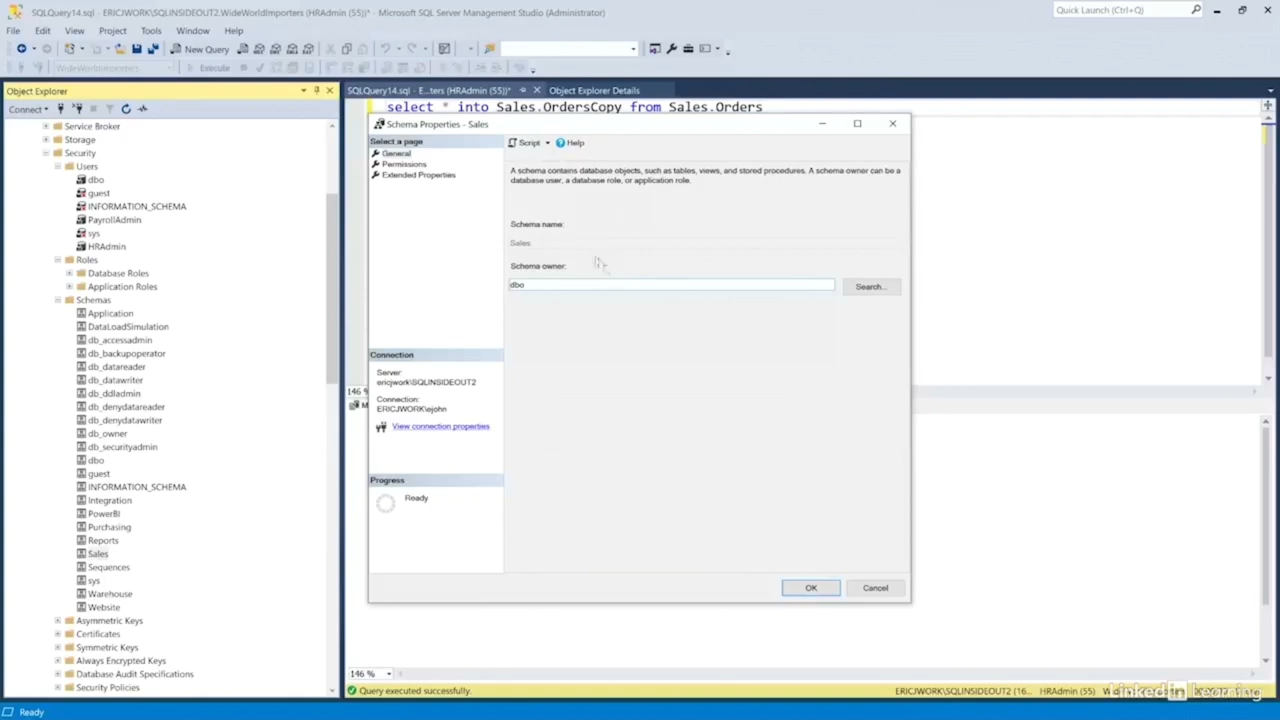 SQLQuery14.sql - ERICJWORK\SQLINSIDEOUT2.WideWorldImporters (HRAdmin (55))* - Microsoft SQL Server Management Studio (Administrator)
Quick Launch (Ctrl+Q)
File Edit View Project Tools Window Help
New Query
WideWorldImporters
Execute
Object Explorer
SQLQuery14.sql - E...ters (HRAdmin (55))*
Object Explorer Details
Connect
select * into Sales.OrdersCopy from Sales.Orders
Service Broker
Storage
Security
Users
dbo
guest
INFORMATION_SCHEMA
PayrollAdmin
sys
HRAdmin
Roles
Database Roles
Application Roles
Schemas
Application
DataLoadSimulation
db_accessadmin
db_backupoperator
db_datareader
db_datawriter
db_ddladmin
db_denydatareader
db_denydatawriter
db_owner
db_securityadmin
dbo
guest
INFORMATION_SCHEMA
Integration
PowerBI
Purchasing
Reports
Sales
Sequences
sys
Warehouse
Website
Asymmetric Keys
Certificates
Symmetric Keys
Always Encrypted Keys
Database Audit Specifications
Security Policies
Schema Properties - Sales
Select a page
General
Permissions
Extended Properties
Script
Help
A schema contains database objects, such as tables, views, and stored procedures. A schema owner can be a
database user, a database role, or application role.
Schema name:
Sales
Schema owner:
dbo
Search...
Connection
Server:
ericjwork\SQLINSIDEOUT2
Connection:
ERICJWORK\ejohn
View connection properties
Progress
Ready
OK
Cancel
146 %
M
146 %
Query executed successfully.
ERICJWORK\SQLINSIDEOUT2 (16... HRAdmin (55)
Linked in Learning
Ready